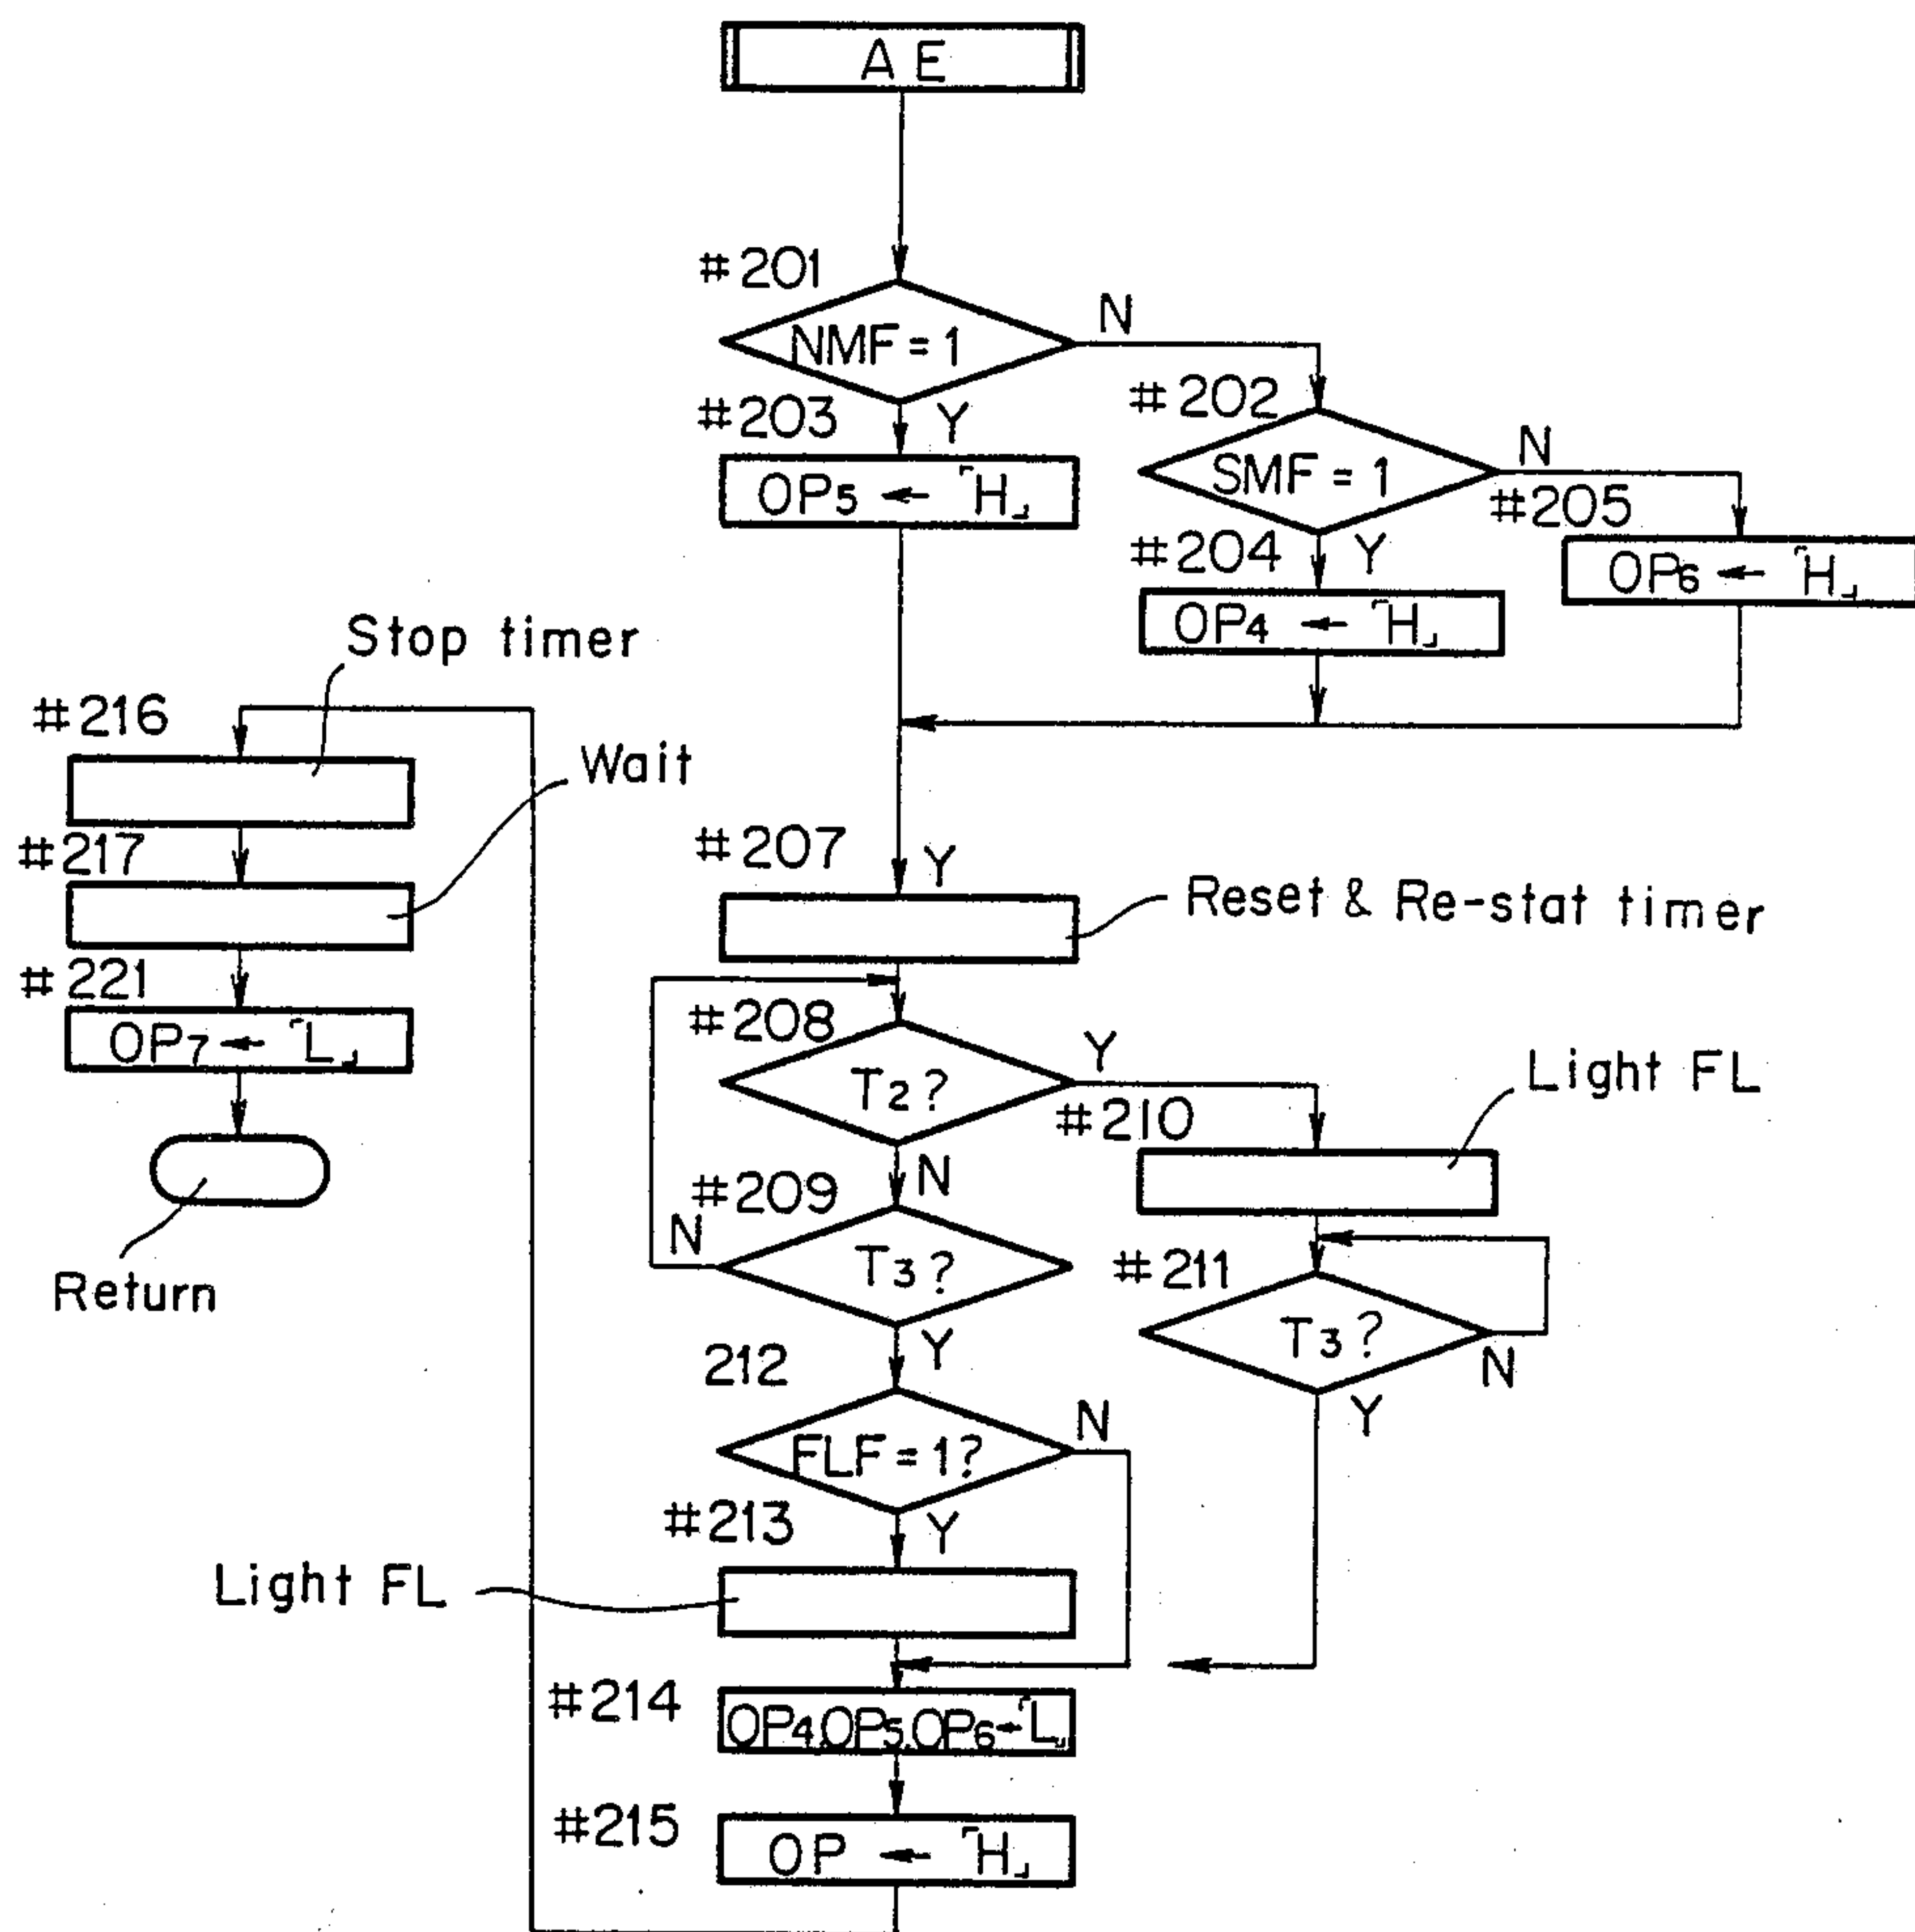 AE
#201
NMF = 1
N
#203
Y
OP5 ← ｢H｣
#202
SMF = 1
N
#204
Y
OP4 ← ｢H｣
#205
OP6 ← ｢H｣
Stop timer
#216
Wait
#217
#221
OP7 ← ｢L｣
Return
#207
Y
Reset & Re-stat timer
#208
T2?
Y
N
#210
Light FL
#209
T3?
N
Y
#211
T3?
N
Y
212
FLF = 1?
N
Y
#213
Light FL
#214
OP4.OP5.OP6←｢L｣
#215
OP ← ｢H｣